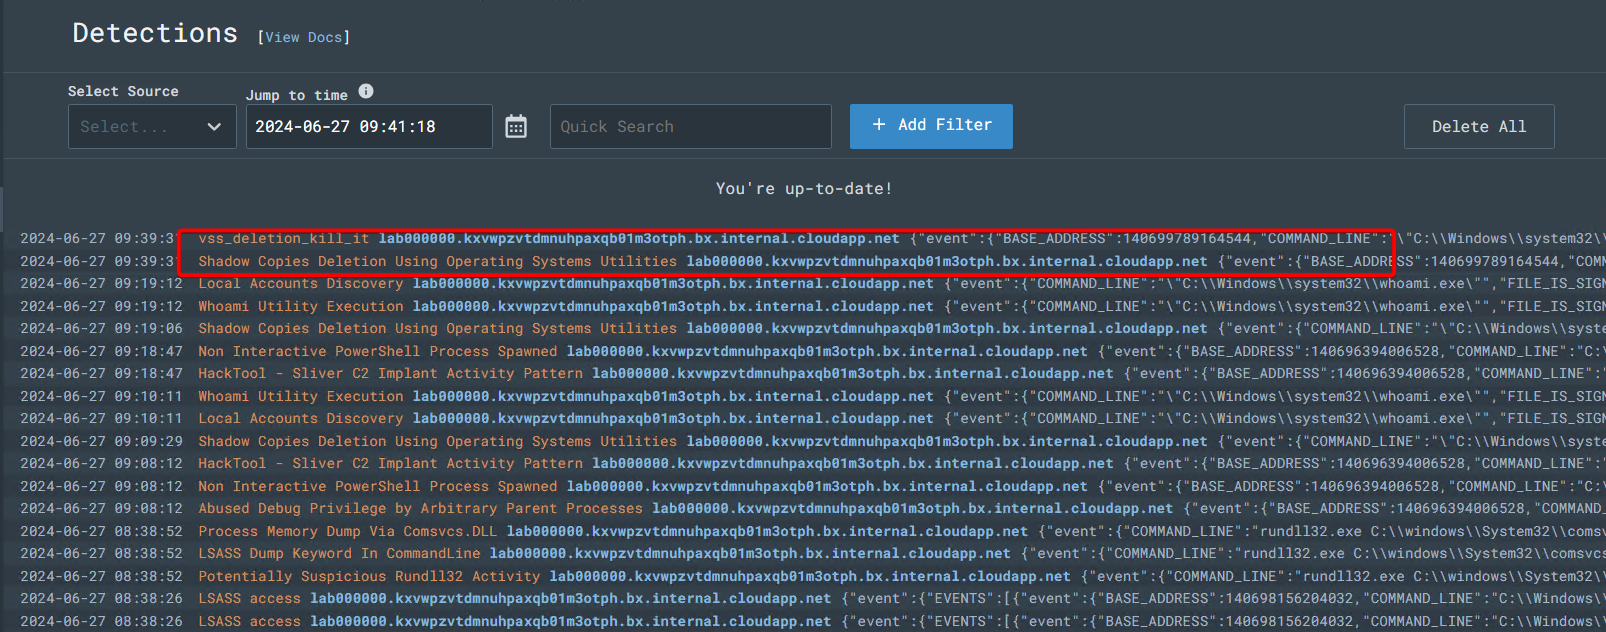 Detections [View Docs]
Select Source
Jump to time
Select...
2024-06-27 09:41:18
Quick Search
+ Add Filter
Delete All
You're up-to-date!
2024-06-27 09:39:31 vss_deletion_kill_it lab000000.kxvwpzvtdmnuhpaxqb01m3otph.bx.internal.cloudapp.net {"event":{"BASE_ADDRESS":140699789164544,"COMMAND_LINE":"\"C:\\Windows\\system32\\
2024-06-27 09:39:31 Shadow Copies Deletion Using Operating Systems Utilities lab000000.kxvwpzvtdmnuhpaxqb01m3otph.bx.internal.cloudapp.net {"event":{"BASE_ADDRESS":140699789164544,"COMM
2024-06-27 09:19:12 Local Accounts Discovery lab000000.kxvwpzvtdmnuhpaxqb01m3otph.bx.internal.cloudapp.net {"event":{"COMMAND_LINE":"\"C:\\Windows\\system32\\whoami.exe\"","FILE_IS_SIGN
2024-06-27 09:19:12 Whoami Utility Execution lab000000.kxvwpzvtdmnuhpaxqb01m3otph.bx.internal.cloudapp.net {"event":{"COMMAND_LINE":"\"C:\\Windows\\system32\\whoami.exe\"","FILE_IS_SIGN
2024-06-27 09:19:06 Shadow Copies Deletion Using Operating Systems Utilities lab000000.kxvwpzvtdmnuhpaxqb01m3otph.bx.internal.cloudapp.net {"event":{"COMMAND_LINE":"\"C:\\Windows\\syste
2024-06-27 09:18:47 Non Interactive PowerShell Process Spawned lab000000.kxvwpzvtdmnuhpaxqb01m3otph.bx.internal.cloudapp.net {"event":{"BASE_ADDRESS":140696394006528,"COMMAND_LINE":"C:\
2024-06-27 09:18:47 HackTool - Sliver C2 Implant Activity Pattern lab000000.kxvwpzvtdmnuhpaxqb01m3otph.bx.internal.cloudapp.net {"event":{"BASE_ADDRESS":140696394006528,"COMMAND_LINE":"
2024-06-27 09:10:11 Whoami Utility Execution lab000000.kxvwpzvtdmnuhpaxqb01m3otph.bx.internal.cloudapp.net {"event":{"COMMAND_LINE":"\"C:\\Windows\\system32\\whoami.exe\"","FILE_IS_SIGN
2024-06-27 09:10:11 Local Accounts Discovery lab000000.kxvwpzvtdmnuhpaxqb01m3otph.bx.internal.cloudapp.net {"event":{"COMMAND_LINE":"\"C:\\Windows\\system32\\whoami.exe\"","FILE_IS_SIGN
2024-06-27 09:09:29 Shadow Copies Deletion Using Operating Systems Utilities lab000000.kxvwpzvtdmnuhpaxqb01m3otph.bx.internal.cloudapp.net {"event":{"COMMAND_LINE":"\"C:\\Windows\\syste
2024-06-27 09:08:12 HackTool - Sliver C2 Implant Activity Pattern lab000000.kxvwpzvtdmnuhpaxqb01m3otph.bx.internal.cloudapp.net {"event":{"BASE_ADDRESS":140696394006528,"COMMAND_LINE":"
2024-06-27 09:08:12 Non Interactive PowerShell Process Spawned lab000000.kxvwpzvtdmnuhpaxqb01m3otph.bx.internal.cloudapp.net {"event":{"BASE_ADDRESS":140696394006528,"COMMAND_LINE":"C:\
2024-06-27 09:08:12 Abused Debug Privilege by Arbitrary Parent Processes lab000000.kxvwpzvtdmnuhpaxqb01m3otph.bx.internal.cloudapp.net {"event":{"BASE_ADDRESS":140696394006528,"COMMAND_
2024-06-27 08:38:52 Process Memory Dump Via Comsvcs.DLL lab000000.kxvwpzvtdmnuhpaxqb01m3otph.bx.internal.cloudapp.net {"event":{"COMMAND_LINE":"rundll32.exe C:\\windows\\System32\\comsv
2024-06-27 08:38:52 LSASS Dump Keyword In CommandLine lab000000.kxvwpzvtdmnuhpaxqb01m3otph.bx.internal.cloudapp.net {"event":{"COMMAND_LINE":"rundll32.exe C:\\windows\\System32\\comsvcs
2024-06-27 08:38:52 Potentially Suspicious Rundll32 Activity lab000000.kxvwpzvtdmnuhpaxqb01m3otph.bx.internal.cloudapp.net {"event":{"COMMAND_LINE":"rundll32.exe C:\\windows\\System32\\
2024-06-27 08:38:26 LSASS access lab000000.kxvwpzvtdmnuhpaxqb01m3otph.bx.internal.cloudapp.net {"event":{"EVENTS":[{"event":{"BASE_ADDRESS":140698156204032,"COMMAND_LINE":"C:\\Windows\\
2024-06-27 08:38:26 LSASS access lab000000.kxvwpzvtdmnuhpaxqb01m3otph.bx.internal.cloudapp.net {"event":{"EVENTS":[{"event":{"BASE_ADDRESS":140698156204032,"COMMAND_LINE":"C:\\Windows\\